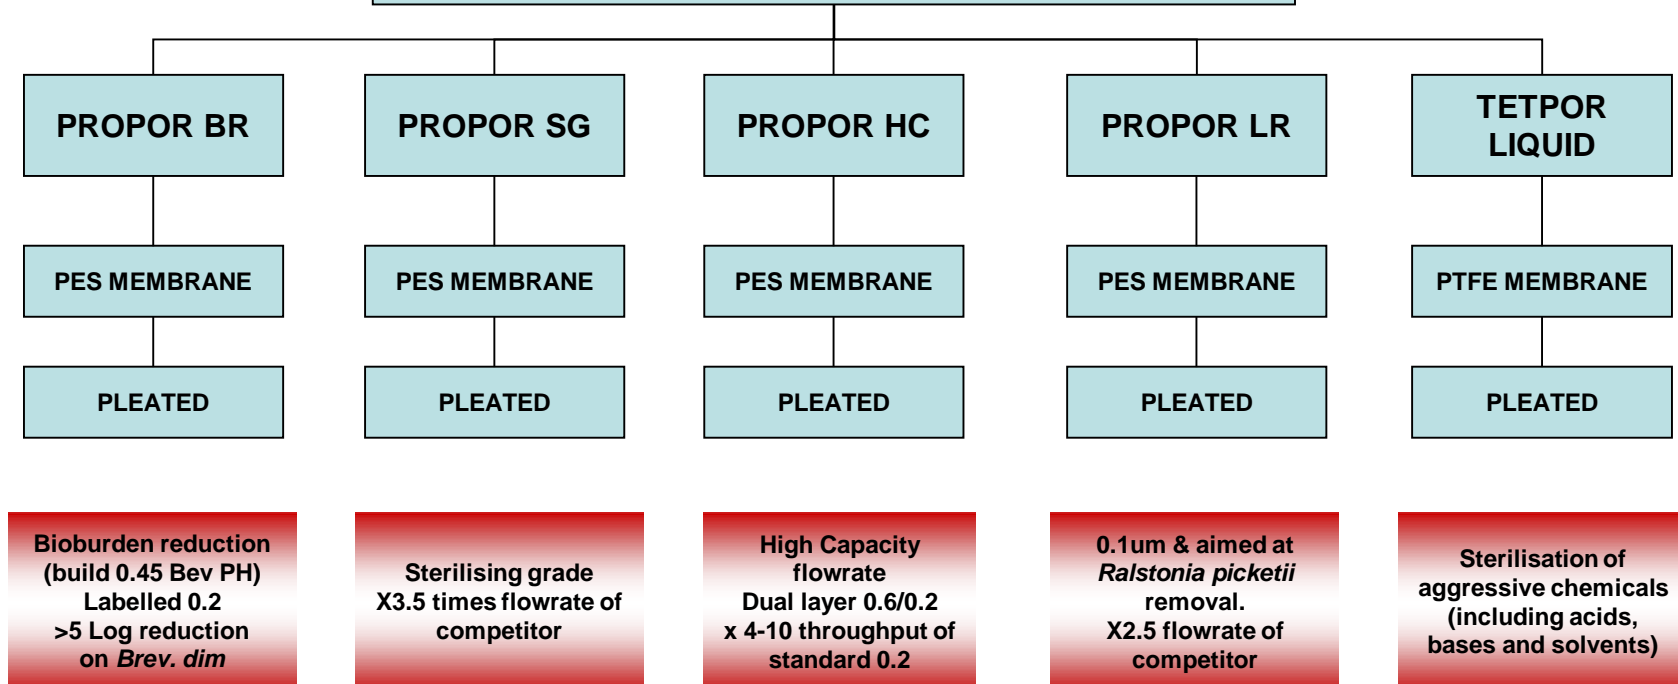 PROPOR BR
PROPOR SG
PROPOR HC
PROPOR LR
TETPOR
LIQUID
PES MEMBRANE
PES MEMBRANE
PES MEMBRANE
PES MEMBRANE
PTFE MEMBRANE
PLEATED
PLEATED
PLEATED
PLEATED
PLEATED
Bioburden reduction
(build 0.45 Bev PH)
Labelled 0.2
>5 Log reduction
on Brev. dim
Sterilising grade
X3.5 times flowrate of
competitor
High Capacity
flowrate
Dual layer 0.6/0.2
x 4-10 throughput of
standard 0.2
0.1um & aimed at
Ralstonia picketii
removal.
X2.5 flowrate of
competitor
Sterilisation of
aggressive chemicals
(including acids,
bases and solvents)